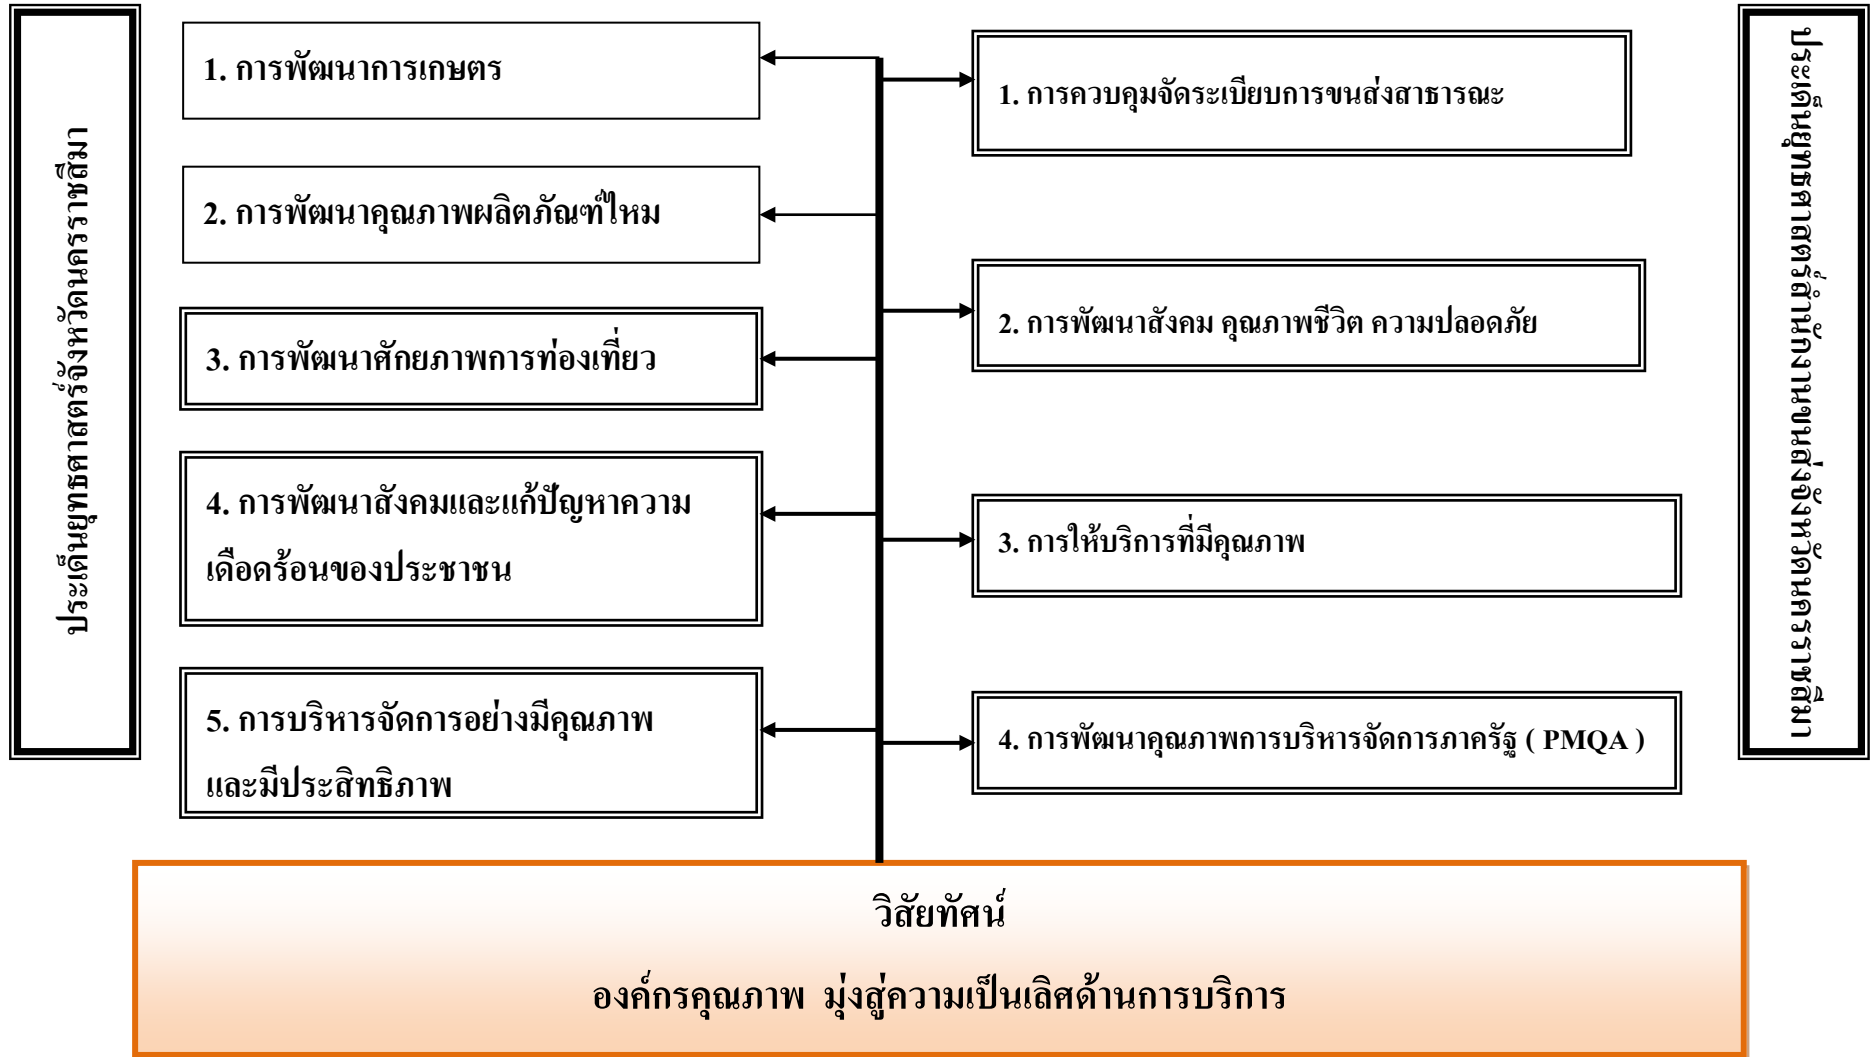 ประเด็นยุทธศาสตร์จังหวัดนครราชสีมา
1. การพัฒนาการเกษตร
2. การพัฒนาคุณภาพผลิตภัณฑ์ไหม
3. การพัฒนาศักยภาพการท่องเที่ยว
4. การพัฒนาสังคมและแก้ปัญหาความ
เดือดร้อนของประชาชน
5. การบริหารจัดการอย่างมีคุณภาพ
และมีประสิทธิภาพ
1. การควบคุมจัดระเบียบการขนส่งสาธารณะ
2. การพัฒนาสังคม คุณภาพชีวิต ความปลอดภัย
3. การให้บริการที่มีคุณภาพ
4. การพัฒนาคุณภาพการบริหารจัดการภาครัฐ ( PMQA )
ประเด็นยุทธศาสตร์สำนักงานขนส่งจังหวัดนครราชสีมา
วิสัยทัศน์
องค์กรคุณภาพ มุ่งสู่ความเป็นเลิศด้านการบริการ